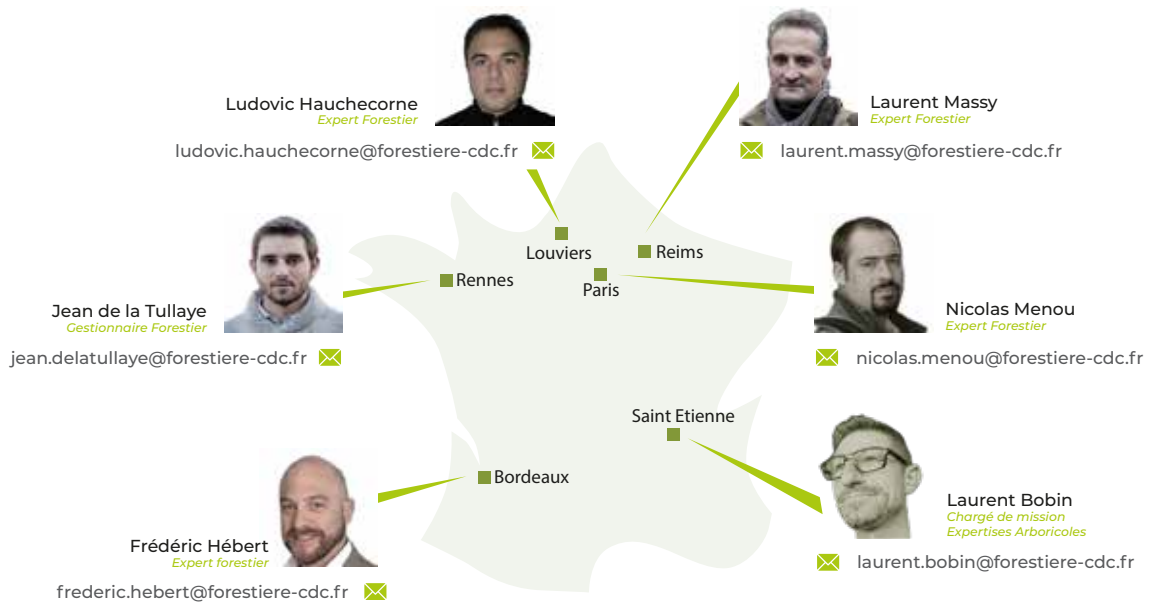 Ludovic Hauchecorne
Expert Forestier
ludovic.hauchecorne@forestiere-cdc.fr
Laurent Massy
Expert Forestier
laurent.massy@forestiere-cdc.fr
Louviers
Reims
Rennes
Paris
Jean de la Tullaye
Gestionnaire Forestier
jean.delatullaye@forestiere-cdc.fr
Nicolas Menou
Expert Forestier
nicolas.menou@forestiere-cdc.fr
Saint Etienne
Bordeaux
Laurent Bobin
Chargé de mission
Expertises Arboricoles
laurent.bobin@forestiere-cdc.fr
Frédéric Hébert
Expert forestier
frederic.hebert@forestiere-cdc.fr